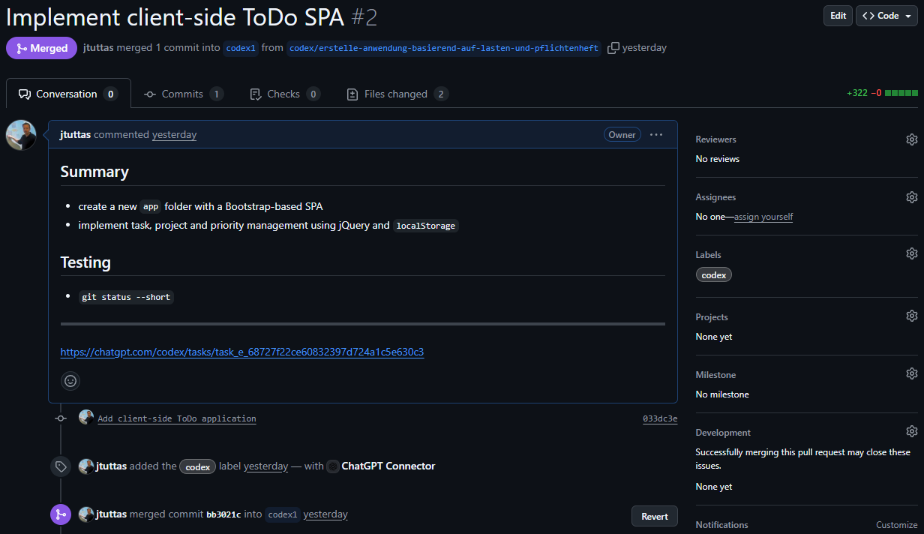 Implement client-side ToDo SPA #2
Edit
Code
Merged
jtuttas merged 1 commit into codex1 from codex/erstelle-anwendung-basierend-auf-lasten-und-pflichtenheft yesterday
Conversation 0
Commits 1
Checks 0
Files changed 2
+322 −0
jtuttas commented yesterday
Owner
Summary
• create a new app folder with a Bootstrap-based SPA
• implement task, project and priority management using jQuery and localStorage
Testing
• git status --short
https://chatgpt.com/codex/tasks/task_e_68727f22ce60832397d724a1c5e630c3
Add client-side ToDo application
033dc3e
jtuttas added the codex label yesterday — with ChatGPT Connector
jtuttas merged commit bb3021c into codex1 yesterday
Revert
Reviewers
No reviews
Assignees
No one—assign yourself
Labels
codex
Projects
None yet
Milestone
No milestone
Development
Successfully merging this pull request may close these
issues.
None yet
Notifications
Customize